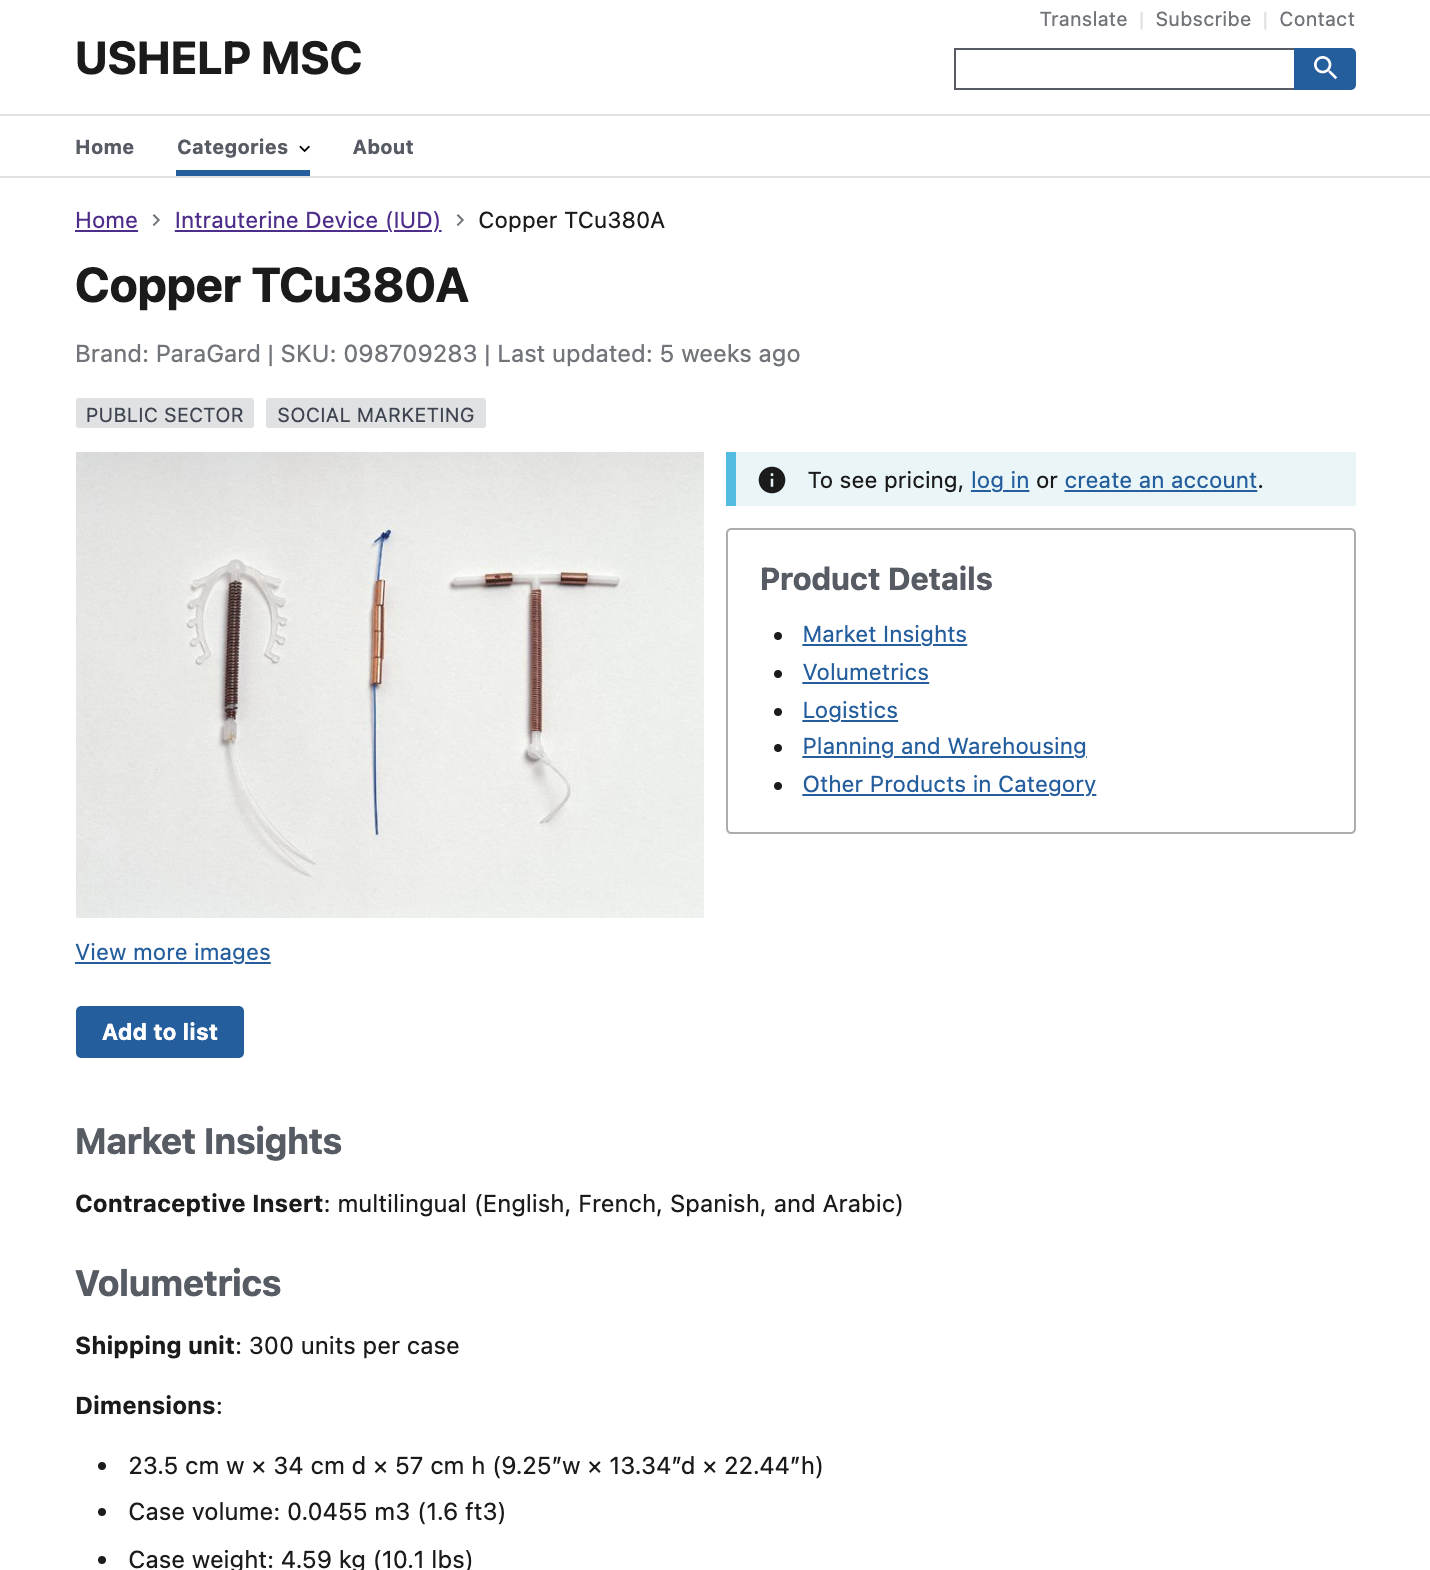 Translate | Subscribe | Contact
USHELP MSC
Home Categories About
Home > Intrauterine Device (IUD) > Copper TCu380A
Copper TCu380A
Brand: ParaGard | SKU: 098709283 | Last updated: 5 weeks ago
PUBLIC SECTOR SOCIAL MARKETING
To see pricing, log in or create an account.
Product Details
• Market Insights
• Volumetrics
• Logistics
• Planning and Warehousing
• Other Products in Category
View more images
Add to list
Market Insights
Contraceptive Insert: multilingual (English, French, Spanish, and Arabic)
Volumetrics
Shipping unit: 300 units per case
Dimensions:
• 23.5 cm w × 34 cm d × 57 cm h (9.25”w × 13.34”d × 22.44”h)
• Case volume: 0.0455 m3 (1.6 ft3)
• Case weight: 4.59 kg (10.1 lbs)